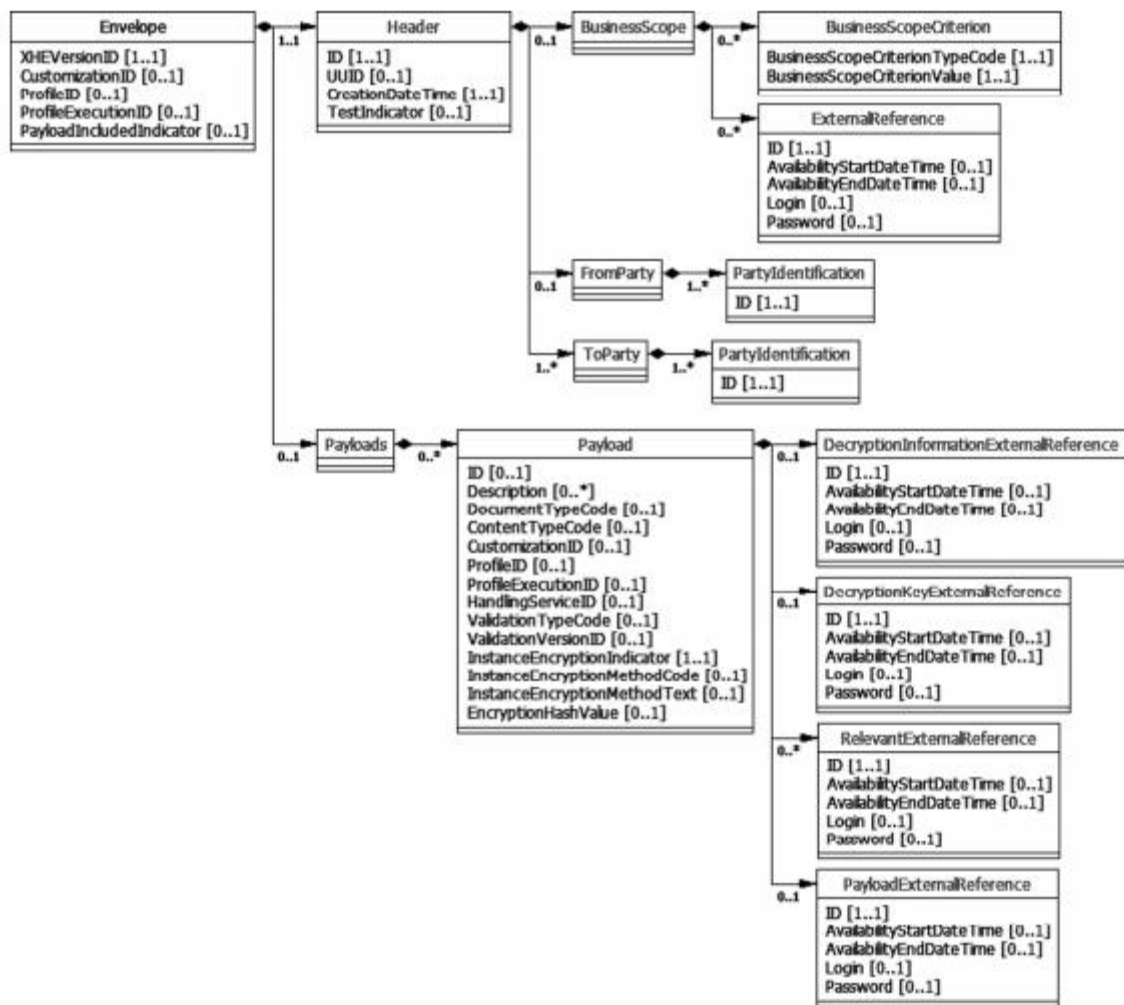 Envelope
XHEVersionID [1..1]
CustomizationID [0..1]
ProfileID [0..1]
ProfileExecutionID [0..1]
PayloadIncludedIndicator [0..1]
1..1
Header
ID [1..1]
UUID [0..1]
CreationDateTime [1..1]
TestIndicator [0..1]
0..1
BusinessScope
0..*
BusinessScopeCriterion
BusinessScopeCriterionTypeCode [1..1]
BusinessScopeCriterionValue [1..1]
0..*
ExternalReference
ID [1..1]
AvailabilityStartDateTime [0..1]
AvailabilityEndDateTime [0..1]
Login [0..1]
Password [0..1]
0..1
FromParty
1..*
PartyIdentification
ID [1..1]
1..*
ToParty
1..*
PartyIdentification
ID [1..1]
0..1
Payloads
0..*
Payload
ID [0..1]
Description [0..*]
DocumentTypeCode [0..1]
ContentTypeCode [0..1]
CustomizationID [0..1]
ProfileID [0..1]
ProfileExecutionID [0..1]
HandlingServiceID [0..1]
ValidationTypeCode [0..1]
ValidationVersionID [0..1]
InstanceEncryptionIndicator [1..1]
InstanceEncryptionMethodCode [0..1]
InstanceEncryptionMethodText [0..1]
EncryptionHashValue [0..1]
0..1
DecryptionInformationExternalReference
ID [1..1]
AvailabilityStartDateTime [0..1]
AvailabilityEndDateTime [0..1]
Login [0..1]
Password [0..1]
0..1
DecryptionKeyExternalReference
ID [1..1]
AvailabilityStartDateTime [0..1]
AvailabilityEndDateTime [0..1]
Login [0..1]
Password [0..1]
0..*
RelevantExternalReference
ID [1..1]
AvailabilityStartDateTime [0..1]
AvailabilityEndDateTime [0..1]
Login [0..1]
Password [0..1]
0..1
PayloadExternalReference
ID [1..1]
AvailabilityStartDateTime [0..1]
AvailabilityEndDateTime [0..1]
Login [0..1]
Password [0..1]